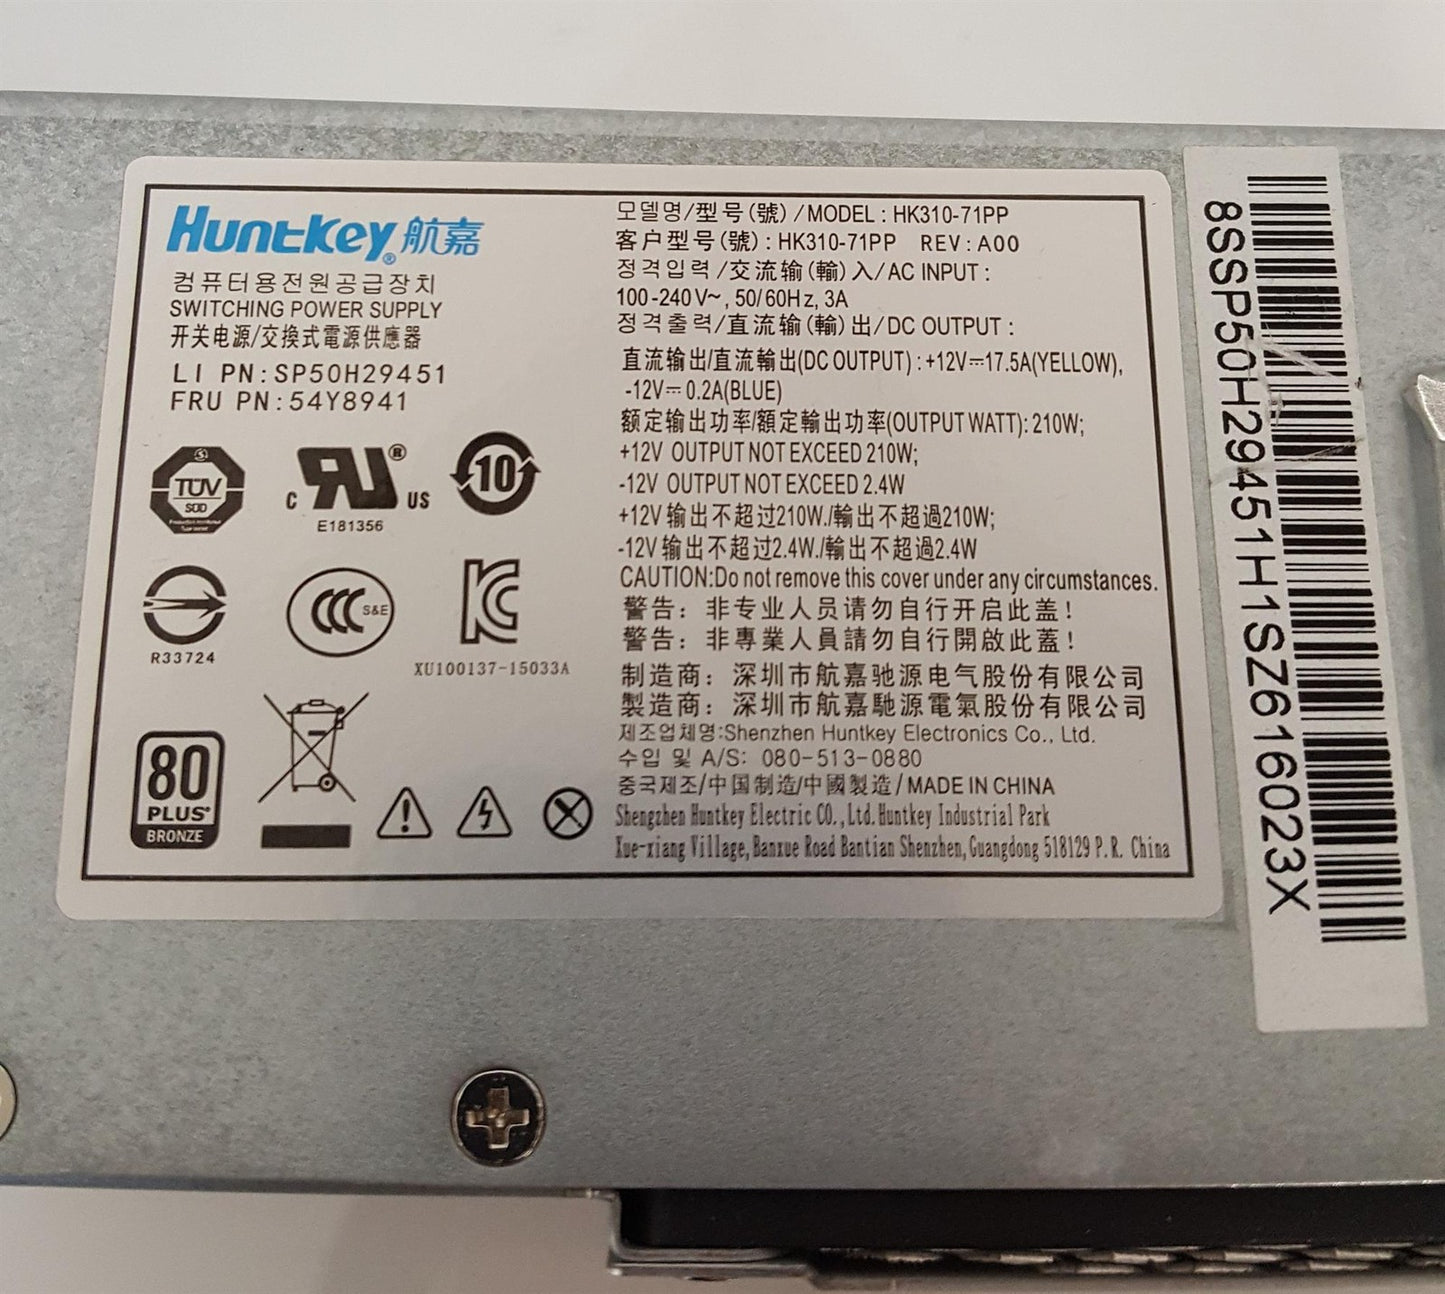 Huntkey® 航嘉
컴퓨터용전원공급장치
SWITCHING POWER SUPPLY
开关电源/交換式電源供應器
LI PN:SP50H29451
FRU PN:54Y8941
TÜV
SÜD
c RU ® US
E181356
10
R33724
CCC S&E
KC
XU100137-15033A
80
PLUS®
BRONZE
모델명/型号(號)/MODEL: HK310-71PP
客户型号(號): HK310-71PP REV: A00
정격입력/交流输(輸)入/AC INPUT:
100-240V~, 50/60Hz, 3A
정격출력/直流输(輸)出/DC OUTPUT:
直流输出/直流輸出(DC OUTPUT): +12V⎓17.5A(YELLOW),
-12V⎓0.2A(BLUE)
额定输出功率/額定輸出功率(OUTPUT WATT): 210W;
+12V OUTPUT NOT EXCEED 210W;
-12V OUTPUT NOT EXCEED 2.4W
+12V输出不超过210W./輸出不超過210W;
-12V输出不超过2.4W./輸出不超過2.4W
CAUTION:Do not remove this cover under any circumstances.
警告：非专业人员请勿自行开启此盖！
警告：非專業人員請勿自行開啟此蓋！
制造商：深圳市航嘉驰源电气股份有限公司
製造商：深圳市航嘉馳源電氣股份有限公司
제조업체명:Shenzhen Huntkey Electronics Co., Ltd.
수입 및 A/S: 080-513-0880
중국제조/中国制造/中國製造/MADE IN CHINA
Shengzhen Huntkey Electric CO.,Ltd.Huntkey Industrial Park
Xue-xiang Village,Banxue Road Bantian Shenzhen,Guangdong 518129 P.R. China
8SSP50H29451H1SZ616023X